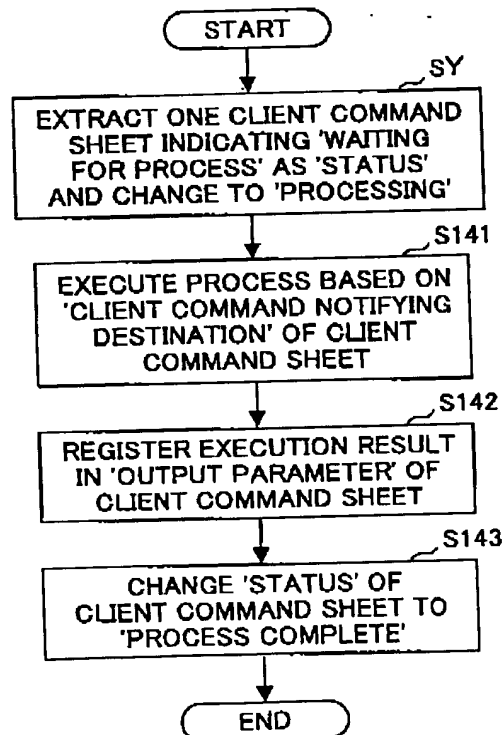 START
SY
EXTRACT ONE CLIENT COMMAND
SHEET INDICATING 'WAITING
FOR PROCESS' AS 'STATUS'
AND CHANGE TO 'PROCESSING'
S141
EXECUTE PROCESS BASED ON
'CLIENT COMMAND NOTIFYING
DESTINATION' OF CLIENT
COMMAND SHEET
S142
REGISTER EXECUTION RESULT
IN 'OUTPUT PARAMETER' OF
CLIENT COMMAND SHEET
S143
CHANGE 'STATUS' OF
CLIENT COMMAND SHEET TO
'PROCESS COMPLETE'
END